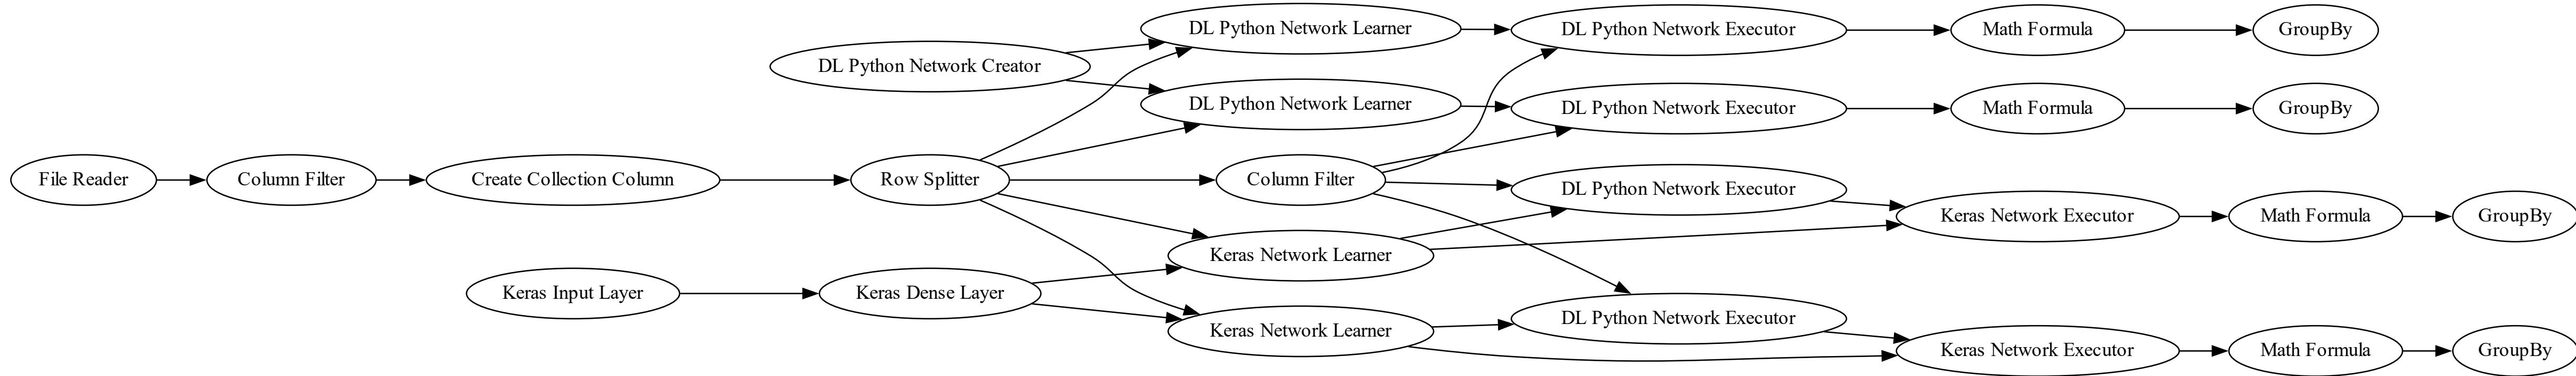 DL Python Network Learner
DL Python Network Executor
Math Formula
GroupBy
DL Python Network Creator
DL Python Network Learner
DL Python Network Executor
Math Formula
GroupBy
File Reader
Column Filter
Create Collection Column
Row Splitter
Column Filter
DL Python Network Executor
Keras Network Executor
Math Formula
GroupBy
Keras Network Learner
Keras Input Layer
Keras Dense Layer
Keras Network Learner
DL Python Network Executor
Keras Network Executor
Math Formula
GroupBy